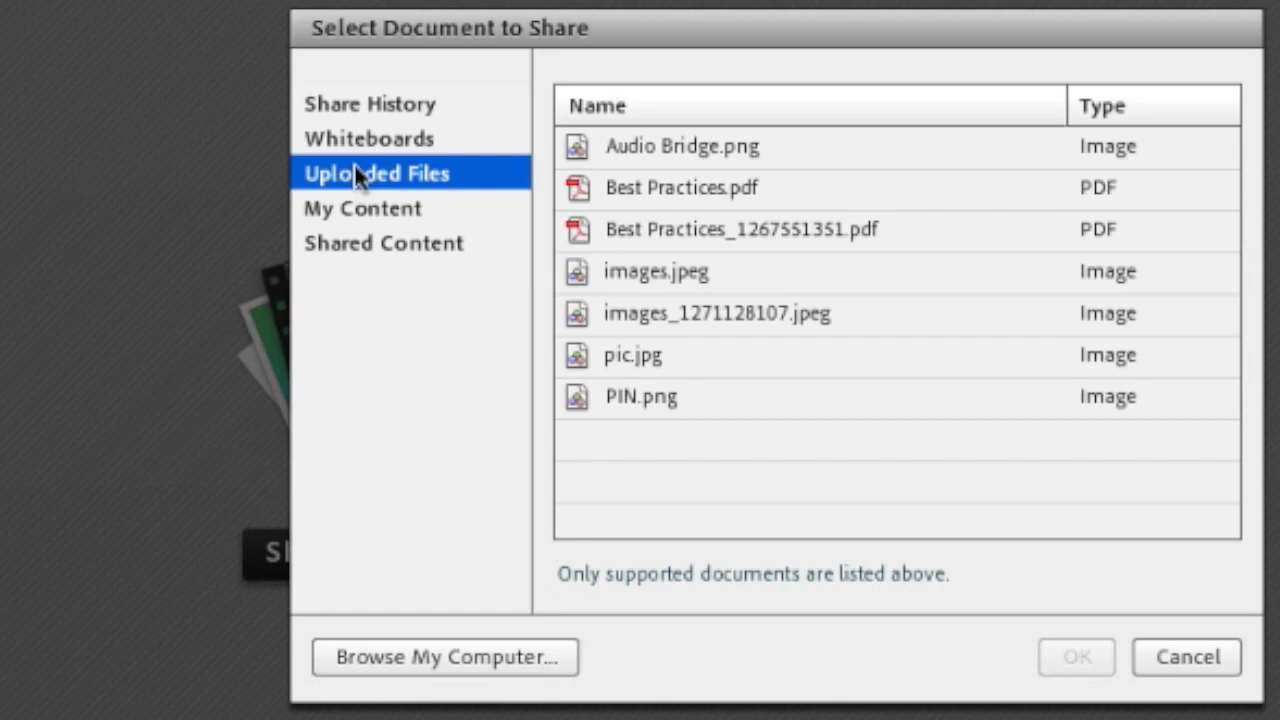 Select Document to Share
Share History
Whiteboards
Uploaded Files
My Content
Shared Content
Name Type
Audio Bridge.png Image
Best Practices.pdf PDF
Best Practices_1267551351.pdf PDF
images.jpeg Image
images_1271128107.jpeg Image
pic.jpg Image
PIN.png Image
Only supported documents are listed above.
Browse My Computer...
OK
Cancel